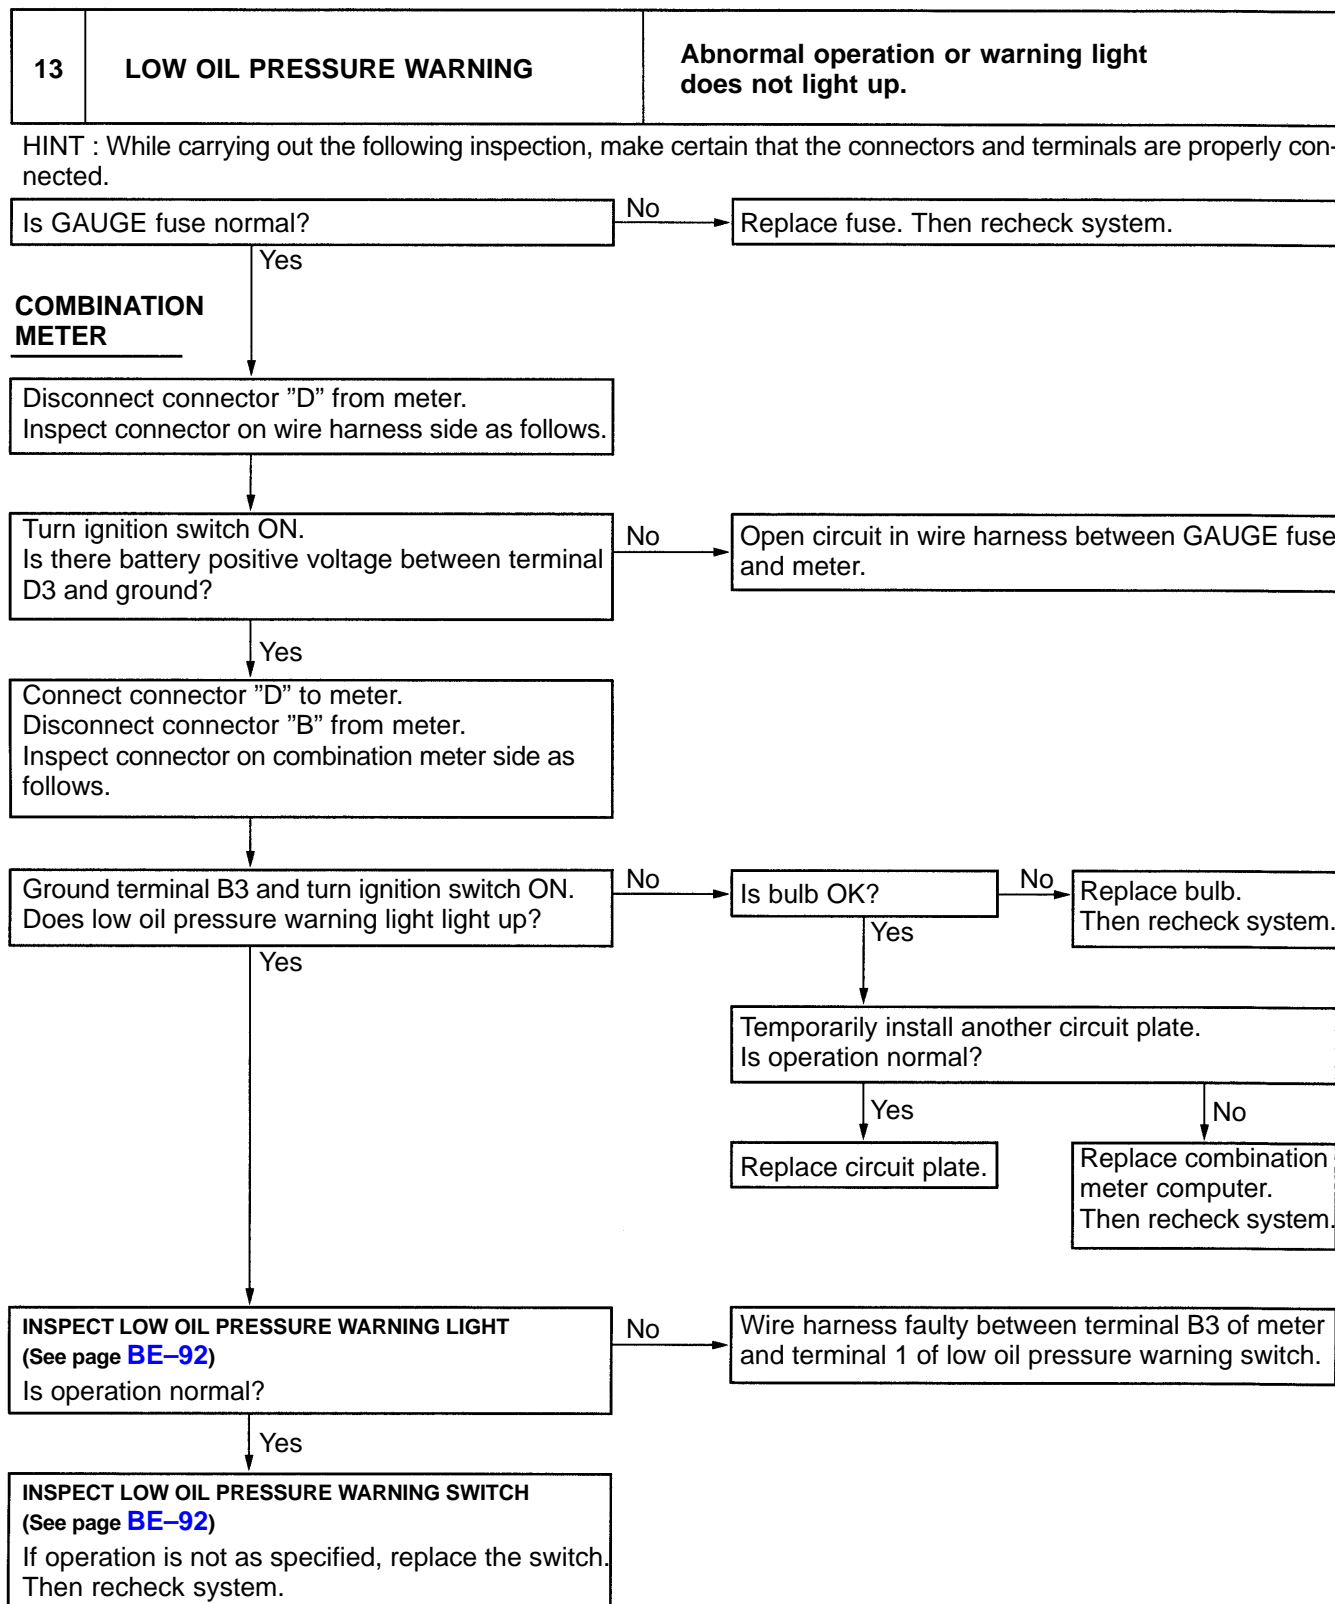 13
LOW OIL PRESSURE WARNING
Abnormal operation or warning light
does not light up.
HINT : While carrying out the following inspection, make certain that the connectors and terminals are properly con-
nected.
Is GAUGE fuse normal?
No
Replace fuse. Then recheck system.
Yes
COMBINATION
METER
Disconnect connector ”D” from meter.
Inspect connector on wire harness side as follows.
Turn ignition switch ON.
Is there battery positive voltage between terminal
D3 and ground?
No
Open circuit in wire harness between GAUGE fuse
and meter.
Yes
Connect connector ”D” to meter.
Disconnect connector ”B” from meter.
Inspect connector on combination meter side as
follows.
Ground terminal B3 and turn ignition switch ON.
Does low oil pressure warning light light up?
No
Is bulb OK?
No
Replace bulb.
Then recheck system.
Yes
Yes
Temporarily install another circuit plate.
Is operation normal?
Yes
No
Replace circuit plate.
Replace combination
meter computer.
Then recheck system.
INSPECT LOW OIL PRESSURE WARNING LIGHT
(See page BE–92)
Is operation normal?
No
Wire harness faulty between terminal B3 of meter
and terminal 1 of low oil pressure warning switch.
Yes
INSPECT LOW OIL PRESSURE WARNING SWITCH
(See page BE–92)
If operation is not as specified, replace the switch.
Then recheck system.